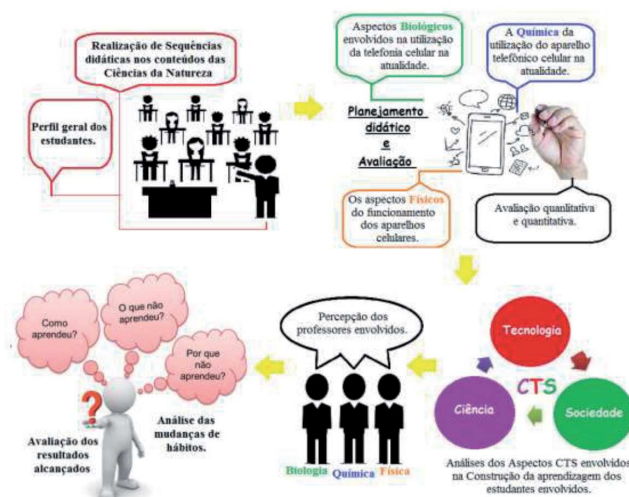 Realização de Sequências
didáticas nos conteúdos das
Ciências da Natureza
Perfil geral dos
estudantes.
Aspectos Biológicos
envolvidos na utilização
da telefonia celular na
atualidade.
A Química da
utilização do aparelho
telefônico celular na
atualidade.
Planejamento
didático
e
Avaliação
Os aspectos Físicos
do funcionamento
dos aparelhos
celulares.
Avaliação quanlitativa
e quantitativa.
Tecnologia
Ciência
CTS
Sociedade
Análises dos Aspectos CTS envolvidos
na Construção da aprendizagem dos
estudantes envolvidos.
Percepção dos
professores envolvidos.
Biologia Química Física
Como
aprendeu?
O que não
aprendeu?
Por que
não
aprendeu?
Análise das
mudanças de
hábitos.
Avaliação dos
resultados
alcançados